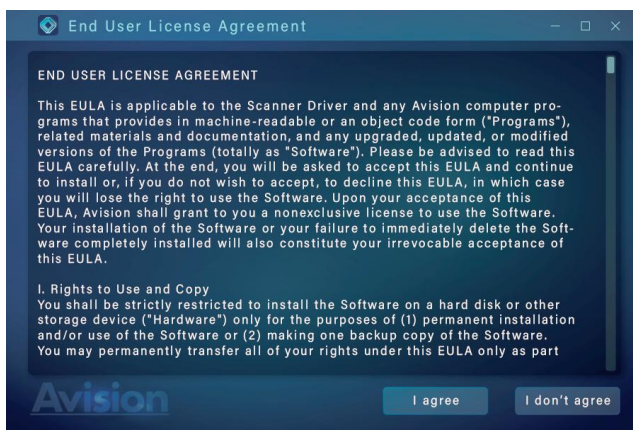 End User License Agreement
END USER LICENSE AGREEMENT
This EULA is applicable to the Scanner Driver and any Avision computer pro-
grams that provides in machine-readable or an object code form ("Programs"),
related materials and documentation, and any upgraded, updated, or modified
versions of the Programs (totally as "Software"). Please be advised to read this
EULA carefully. At the end, you will be asked to accept this EULA and continue
to install or, if you do not wish to accept, to decline this EULA, in which case
you will lose the right to use the Software. Upon your acceptance of this
EULA, Avision shall grant to you a nonexclusive license to use the Software.
Your installation of the Software or your failure to immediately delete the Soft-
ware completely installed will also constitute your irrevocable acceptance of
this EULA.
I. Rights to Use and Copy
You shall be strictly restricted to install the Software on a hard disk or other
storage device ("Hardware") only for the purposes of (1) permanent installation
and/or use of the Software or (2) making one backup copy of the Software.
You may permanently transfer all of your rights under this EULA only as part
Avision
I agree
I don't agree